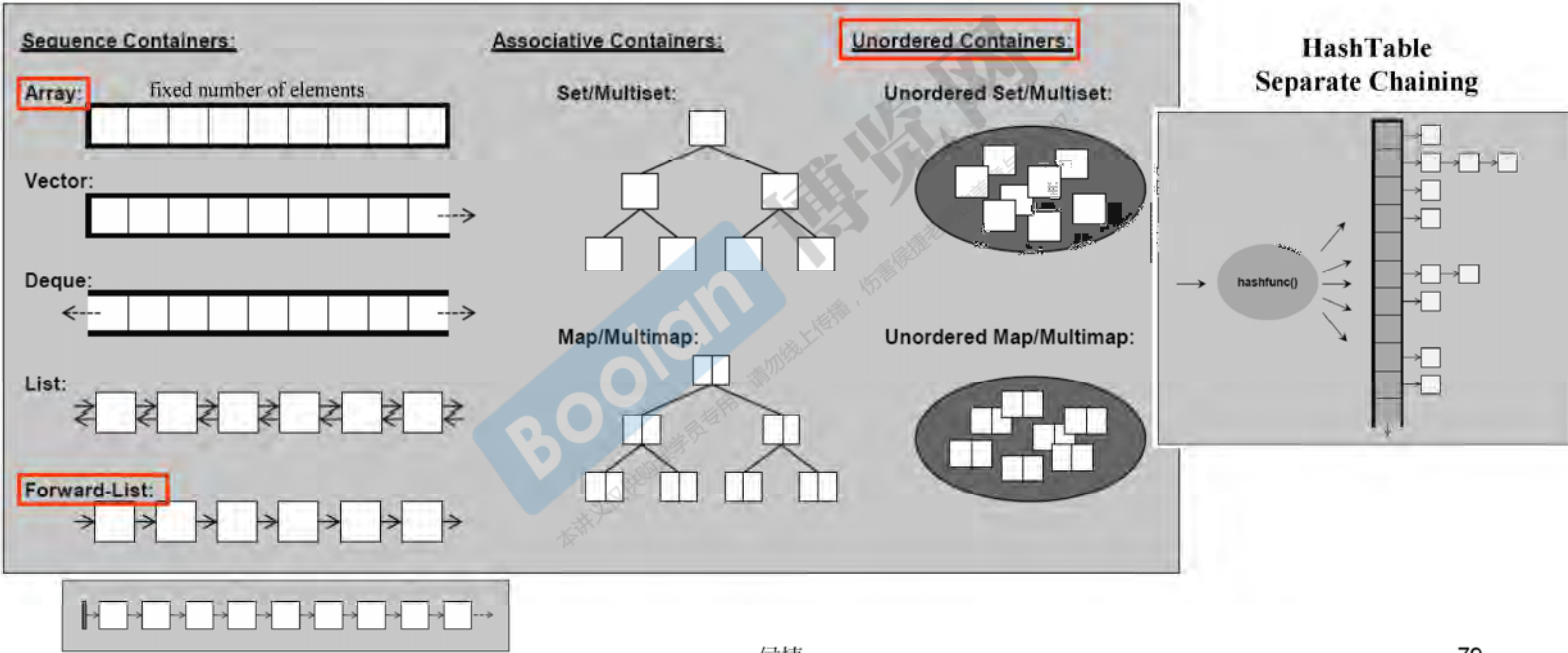 Sequence Containers:
Array:
fixed number of elements
Vector:
Deque:
List:
Forward-List:
Associative Containers:
Set/Multiset:
Map/Multimap:
Unordered Containers:
Unordered Set/Multiset:
Unordered Map/Multimap:
HashTable
Separate Chaining
hashfunc()
Boolan 博览网